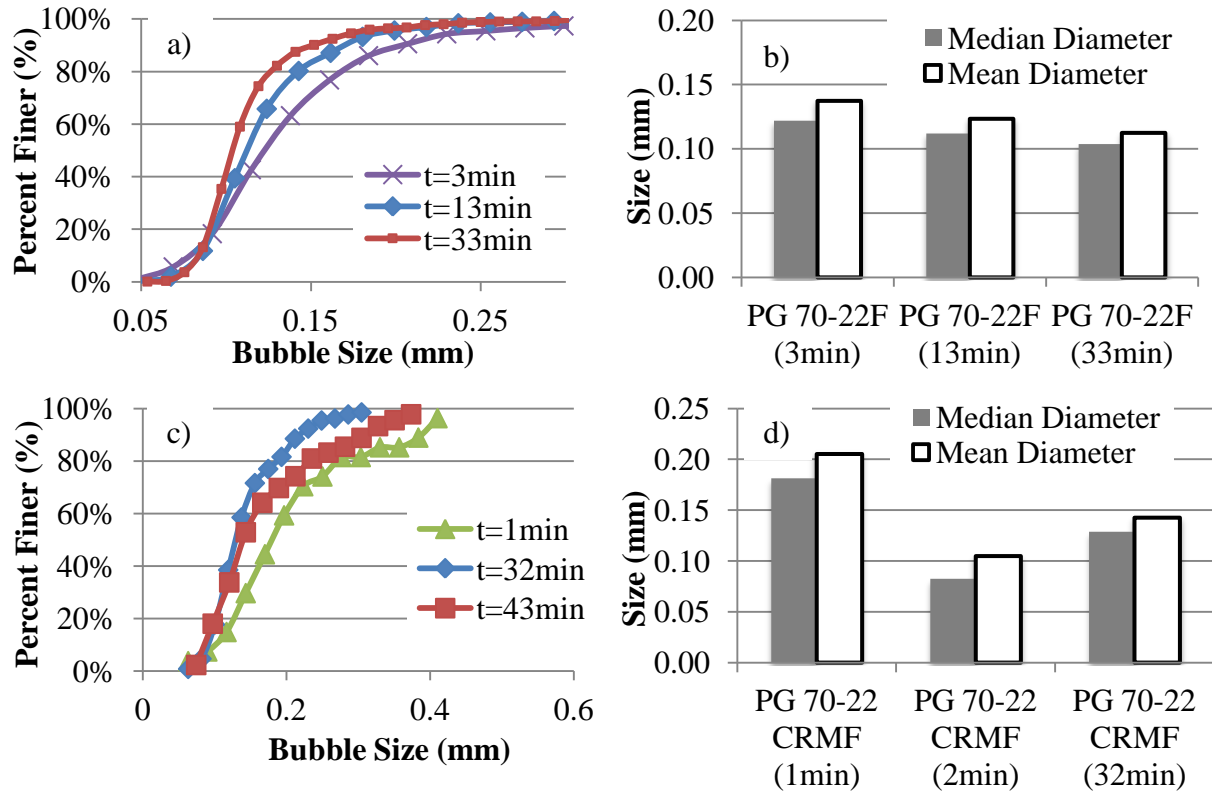 a)
Percent Finer (%)
100%
80%
60%
40%
20%
0%
t=3min
t=13min
t=33min
0.05
0.15
0.25
Bubble Size (mm)
b)
Size (mm)
0.20
0.15
0.10
0.05
0.00
Median Diameter
Mean Diameter
PG 70-22F
(3min)
PG 70-22F
(13min)
PG 70-22F
(33min)
c)
Percent Finer (%)
100%
80%
60%
40%
20%
0%
t=1min
t=32min
t=43min
0
0.2
0.4
0.6
Bubble Size (mm)
d)
Size (mm)
0.25
0.20
0.15
0.10
0.05
0.00
Median Diameter
Mean Diameter
PG 70-22
CRMF
(1min)
PG 70-22
CRMF
(2min)
PG 70-22
CRMF
(32min)